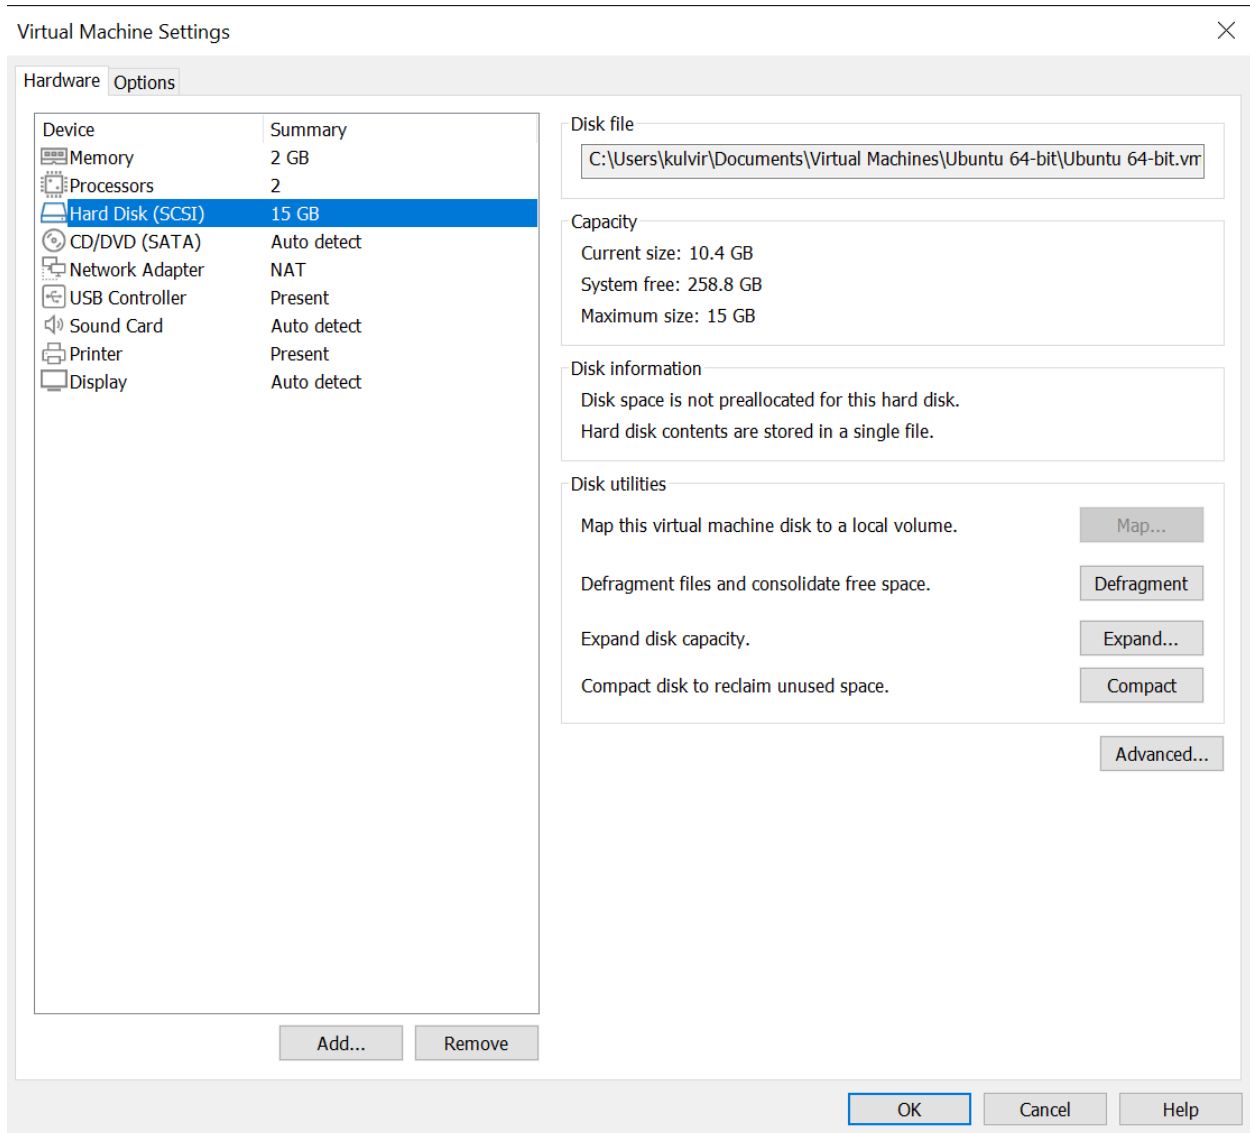 Virtual Machine Settings
Hardware Options
Device Summary
Memory 2 GB
Processors 2
Hard Disk (SCSI) 15 GB
CD/DVD (SATA) Auto detect
Network Adapter NAT
USB Controller Present
Sound Card Auto detect
Printer Present
Display Auto detect
Add... Remove
Disk file
C:\Users\kulvir\Documents\Virtual Machines\Ubuntu 64-bit\Ubuntu 64-bit.vm
Capacity
Current size: 10.4 GB
System free: 258.8 GB
Maximum size: 15 GB
Disk information
Disk space is not preallocated for this hard disk.
Hard disk contents are stored in a single file.
Disk utilities
Map this virtual machine disk to a local volume. Map...
Defragment files and consolidate free space. Defragment
Expand disk capacity. Expand...
Compact disk to reclaim unused space. Compact
Advanced...
OK Cancel Help